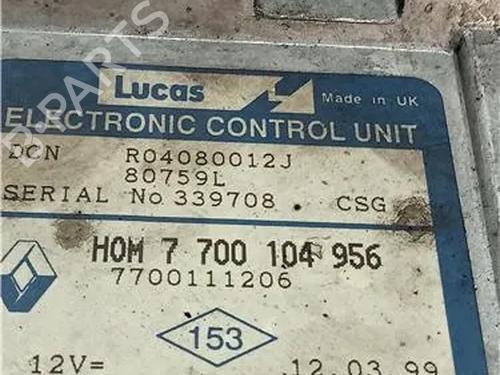 Lucas
Made in UK
ELECTRONIC CONTROL UNIT
DCN R04080012J
80759L
SERIAL No 339708 CSG
HOM 7 700 104 956
7700111206
153
12V= 12.03.99
B-PARTS